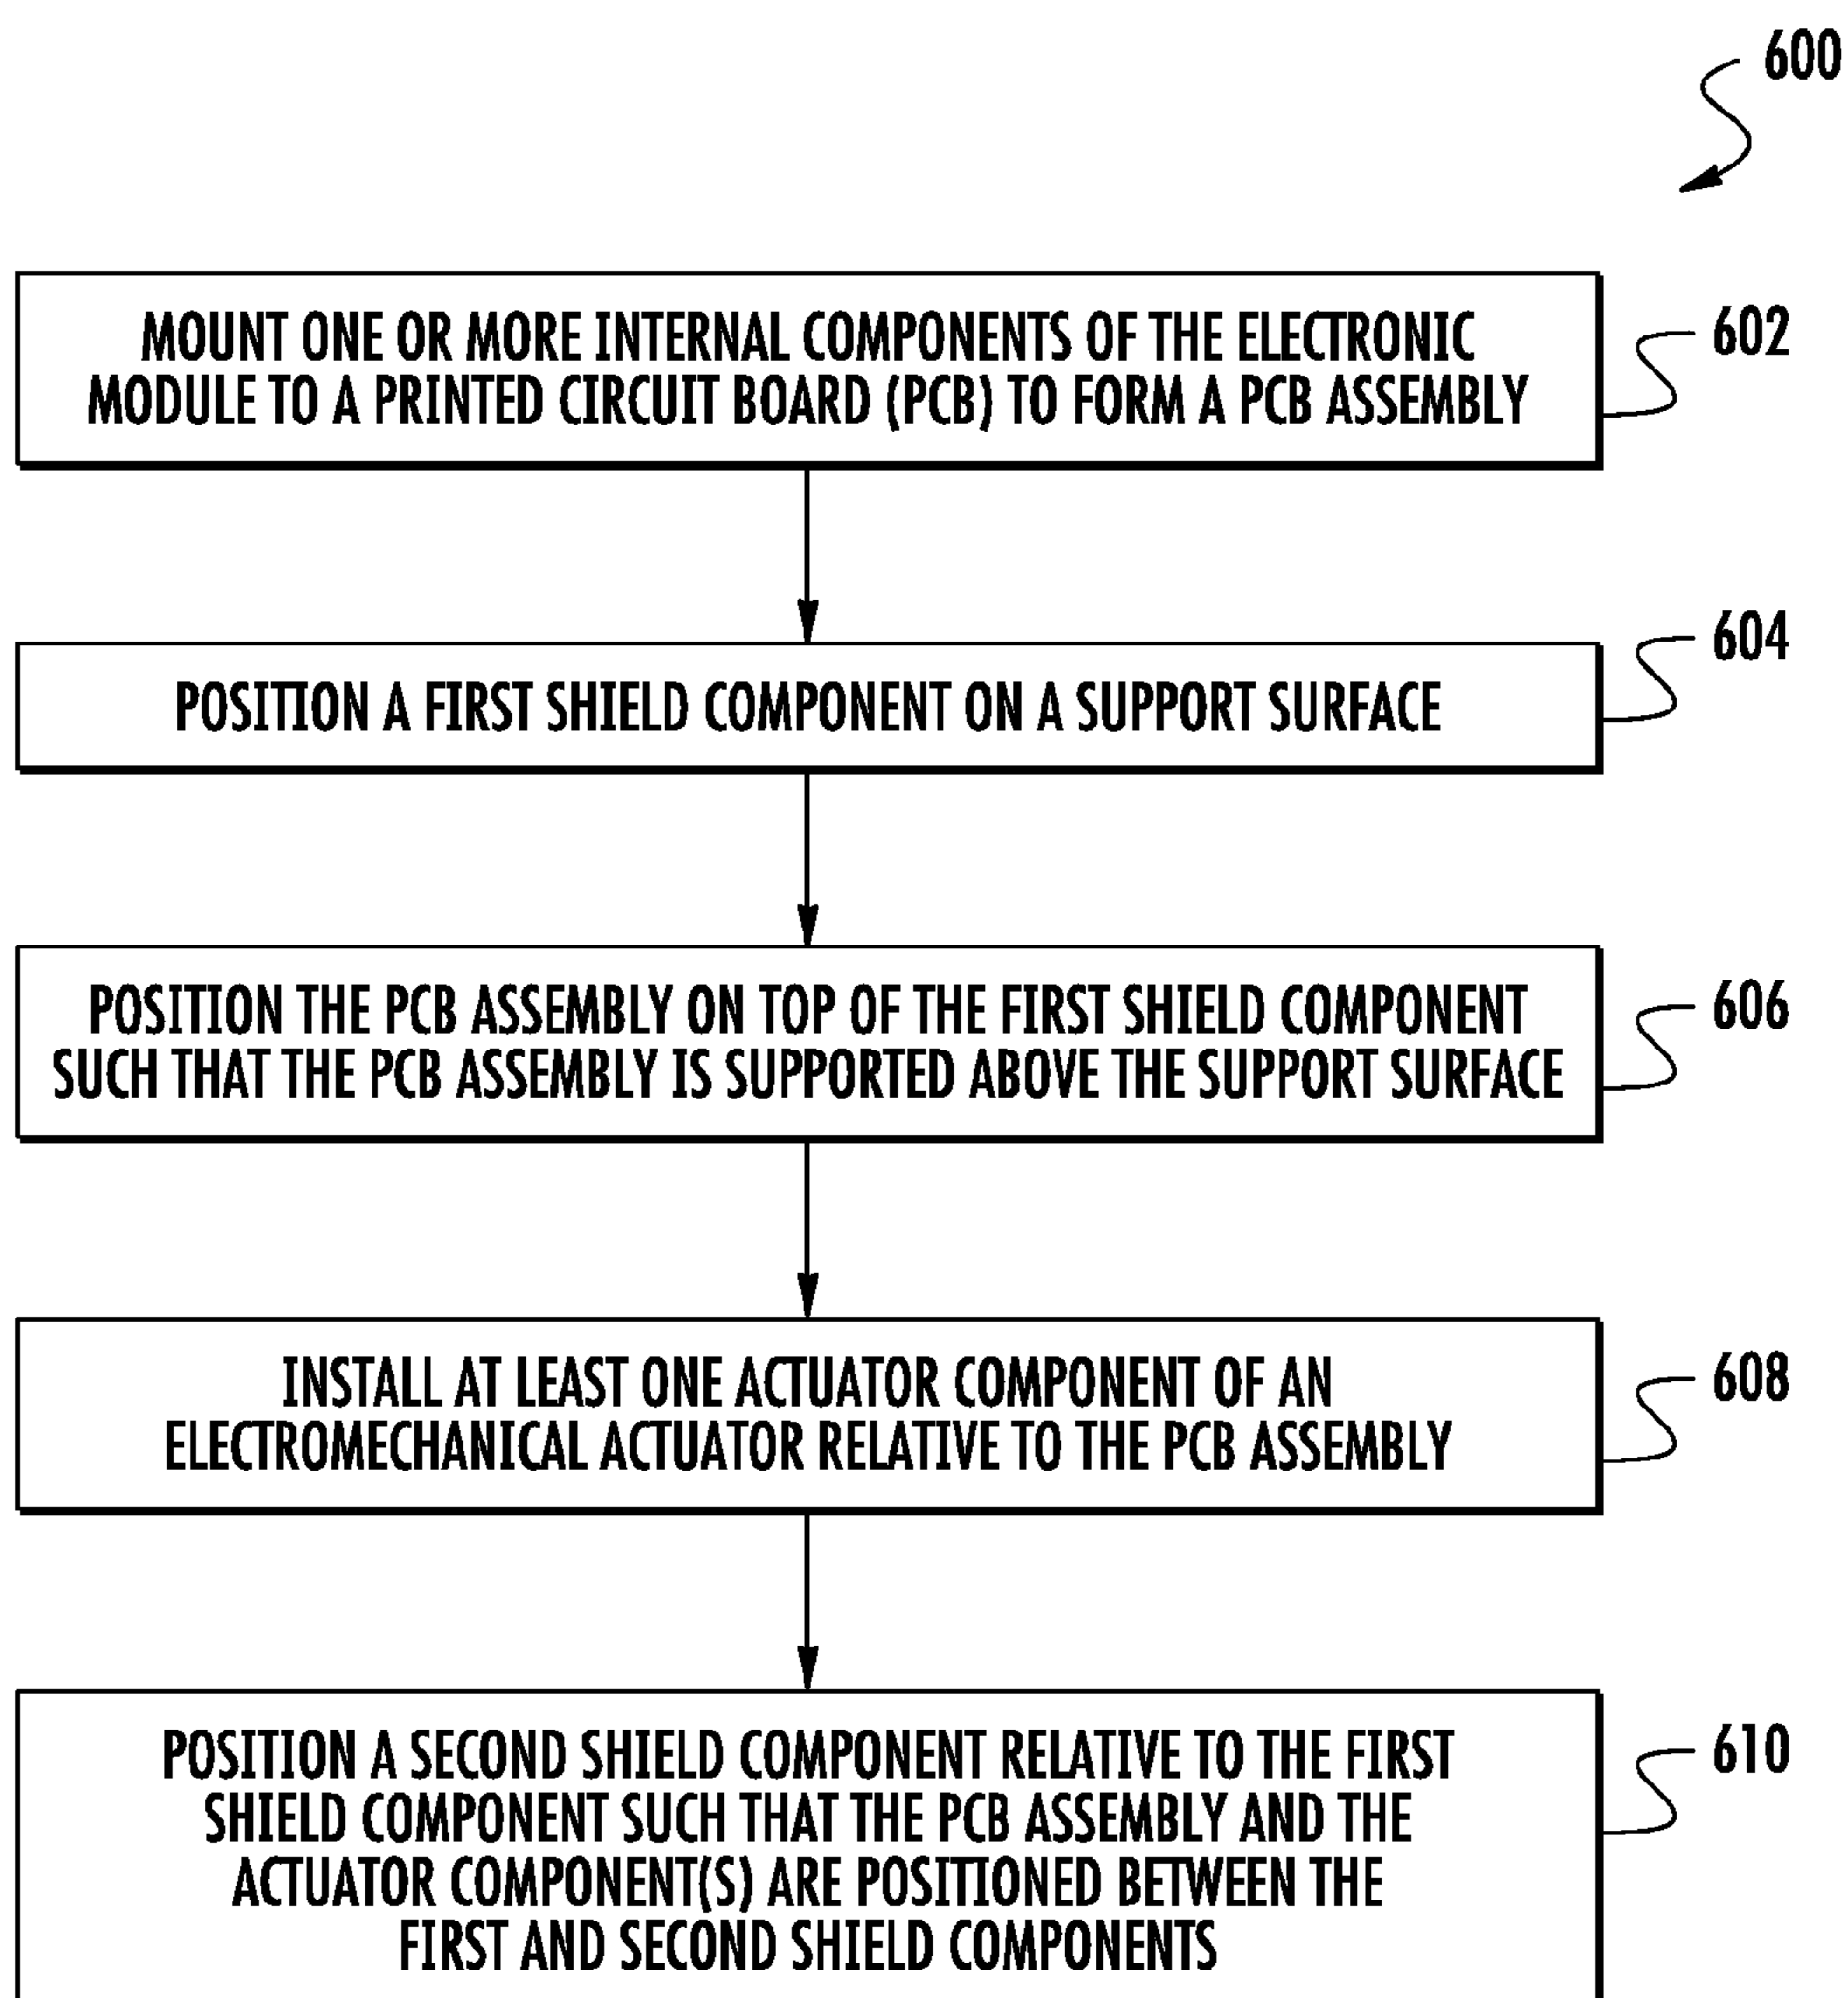 600
MOUNT ONE OR MORE INTERNAL COMPONENTS OF THE ELECTRONIC
MODULE TO A PRINTED CIRCUIT BOARD (PCB) TO FORM A PCB ASSEMBLY
602
POSITION A FIRST SHIELD COMPONENT ON A SUPPORT SURFACE
604
POSITION THE PCB ASSEMBLY ON TOP OF THE FIRST SHIELD COMPONENT
SUCH THAT THE PCB ASSEMBLY IS SUPPORTED ABOVE THE SUPPORT SURFACE
606
INSTALL AT LEAST ONE ACTUATOR COMPONENT OF AN
ELECTROMECHANICAL ACTUATOR RELATIVE TO THE PCB ASSEMBLY
608
POSITION A SECOND SHIELD COMPONENT RELATIVE TO THE FIRST
SHIELD COMPONENT SUCH THAT THE PCB ASSEMBLY AND THE
ACTUATOR COMPONENT(S) ARE POSITIONED BETWEEN THE
FIRST AND SECOND SHIELD COMPONENTS
610